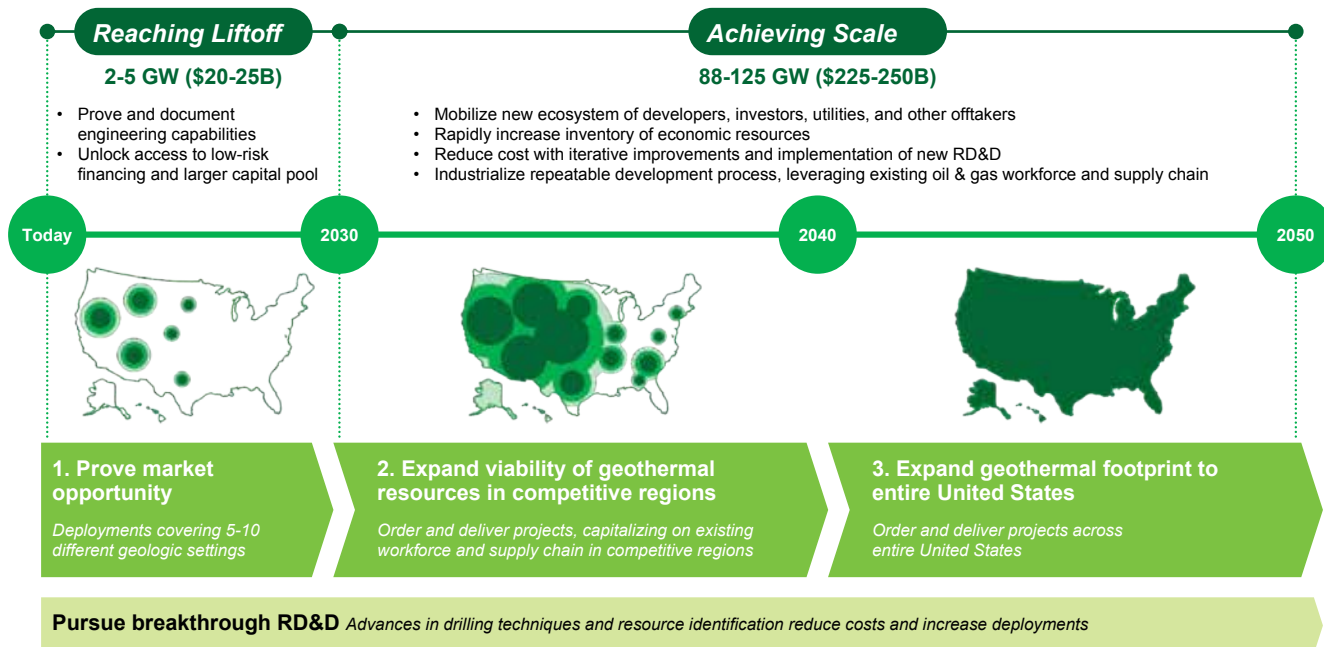 Reaching Liftoff
Achieving Scale
2-5 GW ($20-25B)
88-125 GW ($225-250B)
• Prove and document
engineering capabilities
• Unlock access to low-risk
financing and larger capital pool
• Mobilize new ecosystem of developers, investors, utilities, and other offtakers
• Rapidly increase inventory of economic resources
• Reduce cost with iterative improvements and implementation of new RD&D
• Industrialize repeatable development process, leveraging existing oil & gas workforce and supply chain
Today
2030
2040
2050
1. Prove market
opportunity
Deployments covering 5-10
different geologic settings
2. Expand viability of geothermal
resources in competitive regions
Order and deliver projects, capitalizing on existing
workforce and supply chain in competitive regions
3. Expand geothermal footprint to
entire United States
Order and deliver projects across
entire United States
Pursue breakthrough RD&D Advances in drilling techniques and resource identification reduce costs and increase deployments